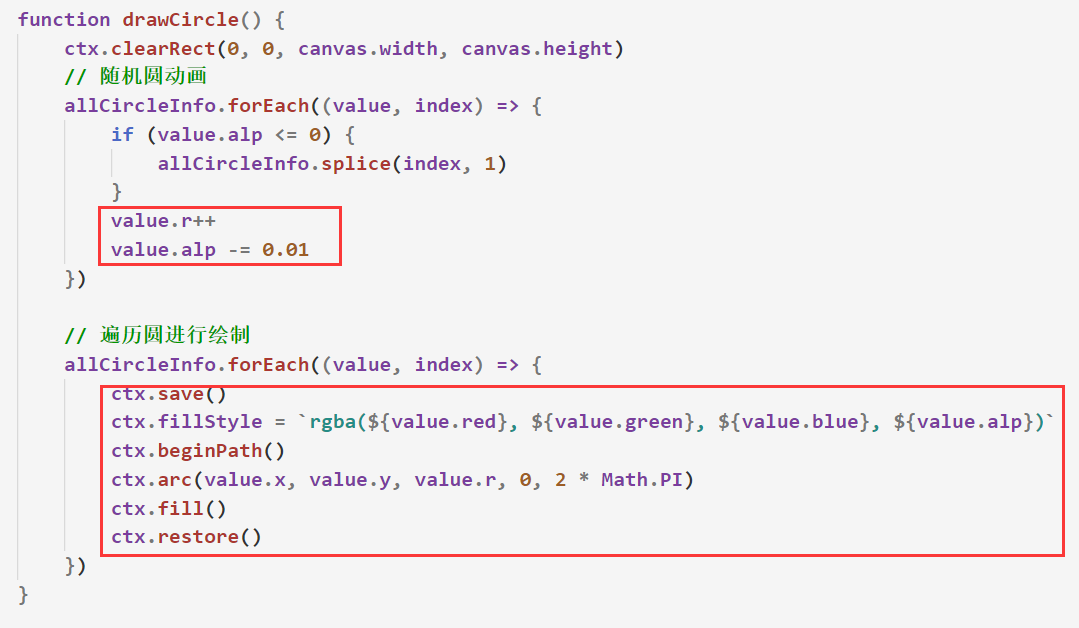 function drawCircle() {
    ctx.clearRect(0, 0, canvas.width, canvas.height)
    // 随机圆动画
    allCircleInfo.forEach((value, index) => {
        if (value.alp <= 0) {
            allCircleInfo.splice(index, 1)
        }
        value.r++
        value.alp -= 0.01
    })

    // 遍历圆进行绘制
    allCircleInfo.forEach((value, index) => {
        ctx.save()
        ctx.fillStyle = `rgba(${value.red}, ${value.green}, ${value.blue}, ${value.alp})`
        ctx.beginPath()
        ctx.arc(value.x, value.y, value.r, 0, 2 * Math.PI)
        ctx.fill()
        ctx.restore()
    })
}